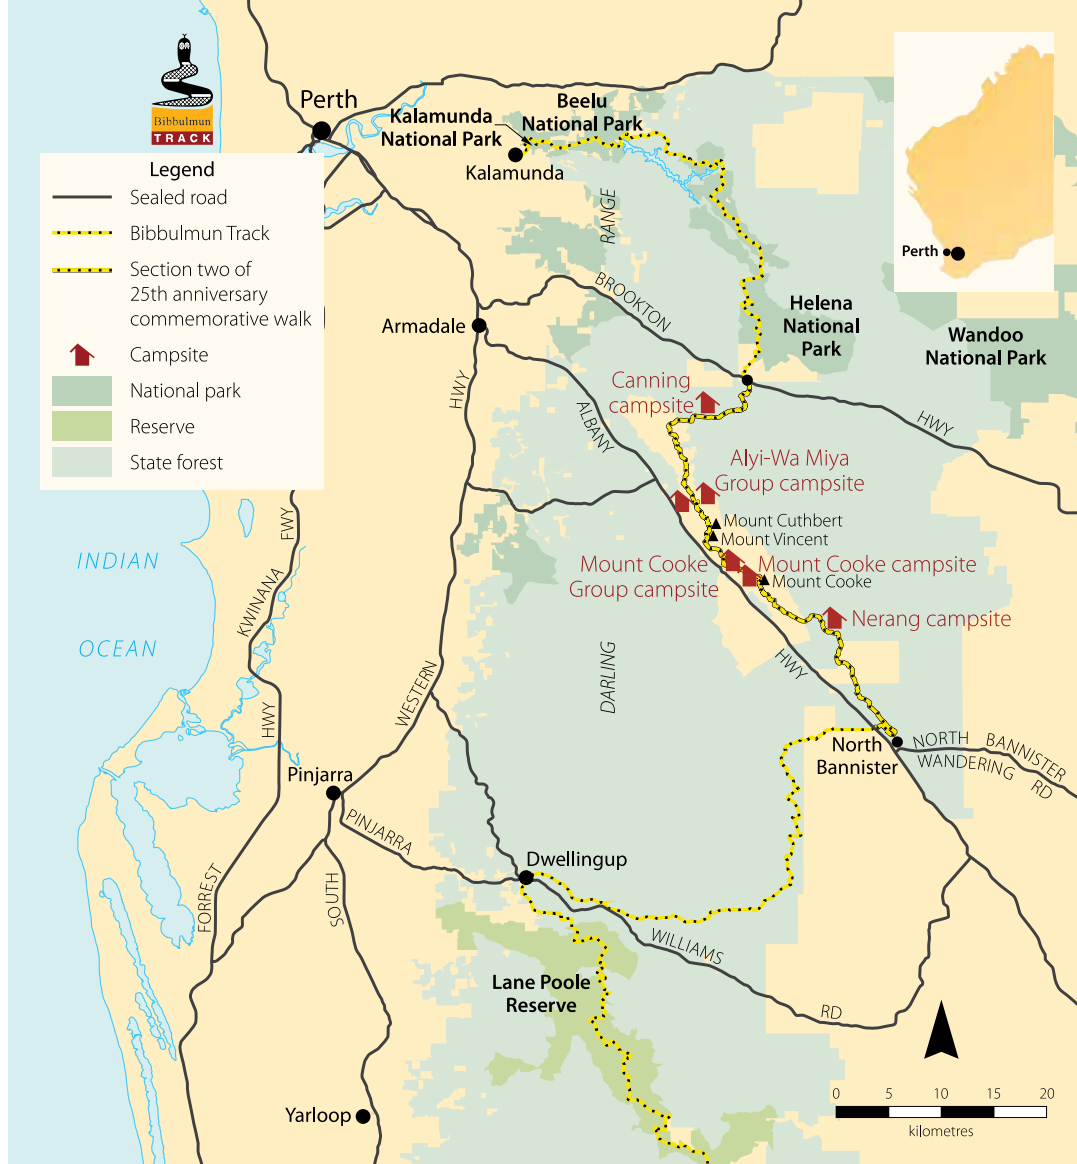 Bibbulmun
TRACK
Legend
Sealed road
Bibbulmun Track
Section two of
25th anniversary
commemorative walk
Campsite
National park
Reserve
State forest
Perth
Kalamunda
National Park
Beelu
National Park
Kalamunda
RANGE
Perth
BROOKTON
HWY
Armadale
Helena
National
Park
Wandoo
National Park
HWY
ALBANY
Canning
campsite
Alyi-Wa Miya
Group campsite
Mount Cuthbert
Mount Vincent
Mount Cooke
Group campsite
Mount Cooke campsite
Mount Cooke
Nerang campsite
INDIAN
OCEAN
FWY
KWINANA
HWY
WESTERN
DARLING
HWY
North
Bannister
NORTH BANNISTER
WANDERING RD
Pinjarra
PINJARRA
Dwellingup
FORREST
SOUTH
WILLIAMS
RD
Lane Poole
Reserve
Yarloop
0 5 10 15 20
kilometres